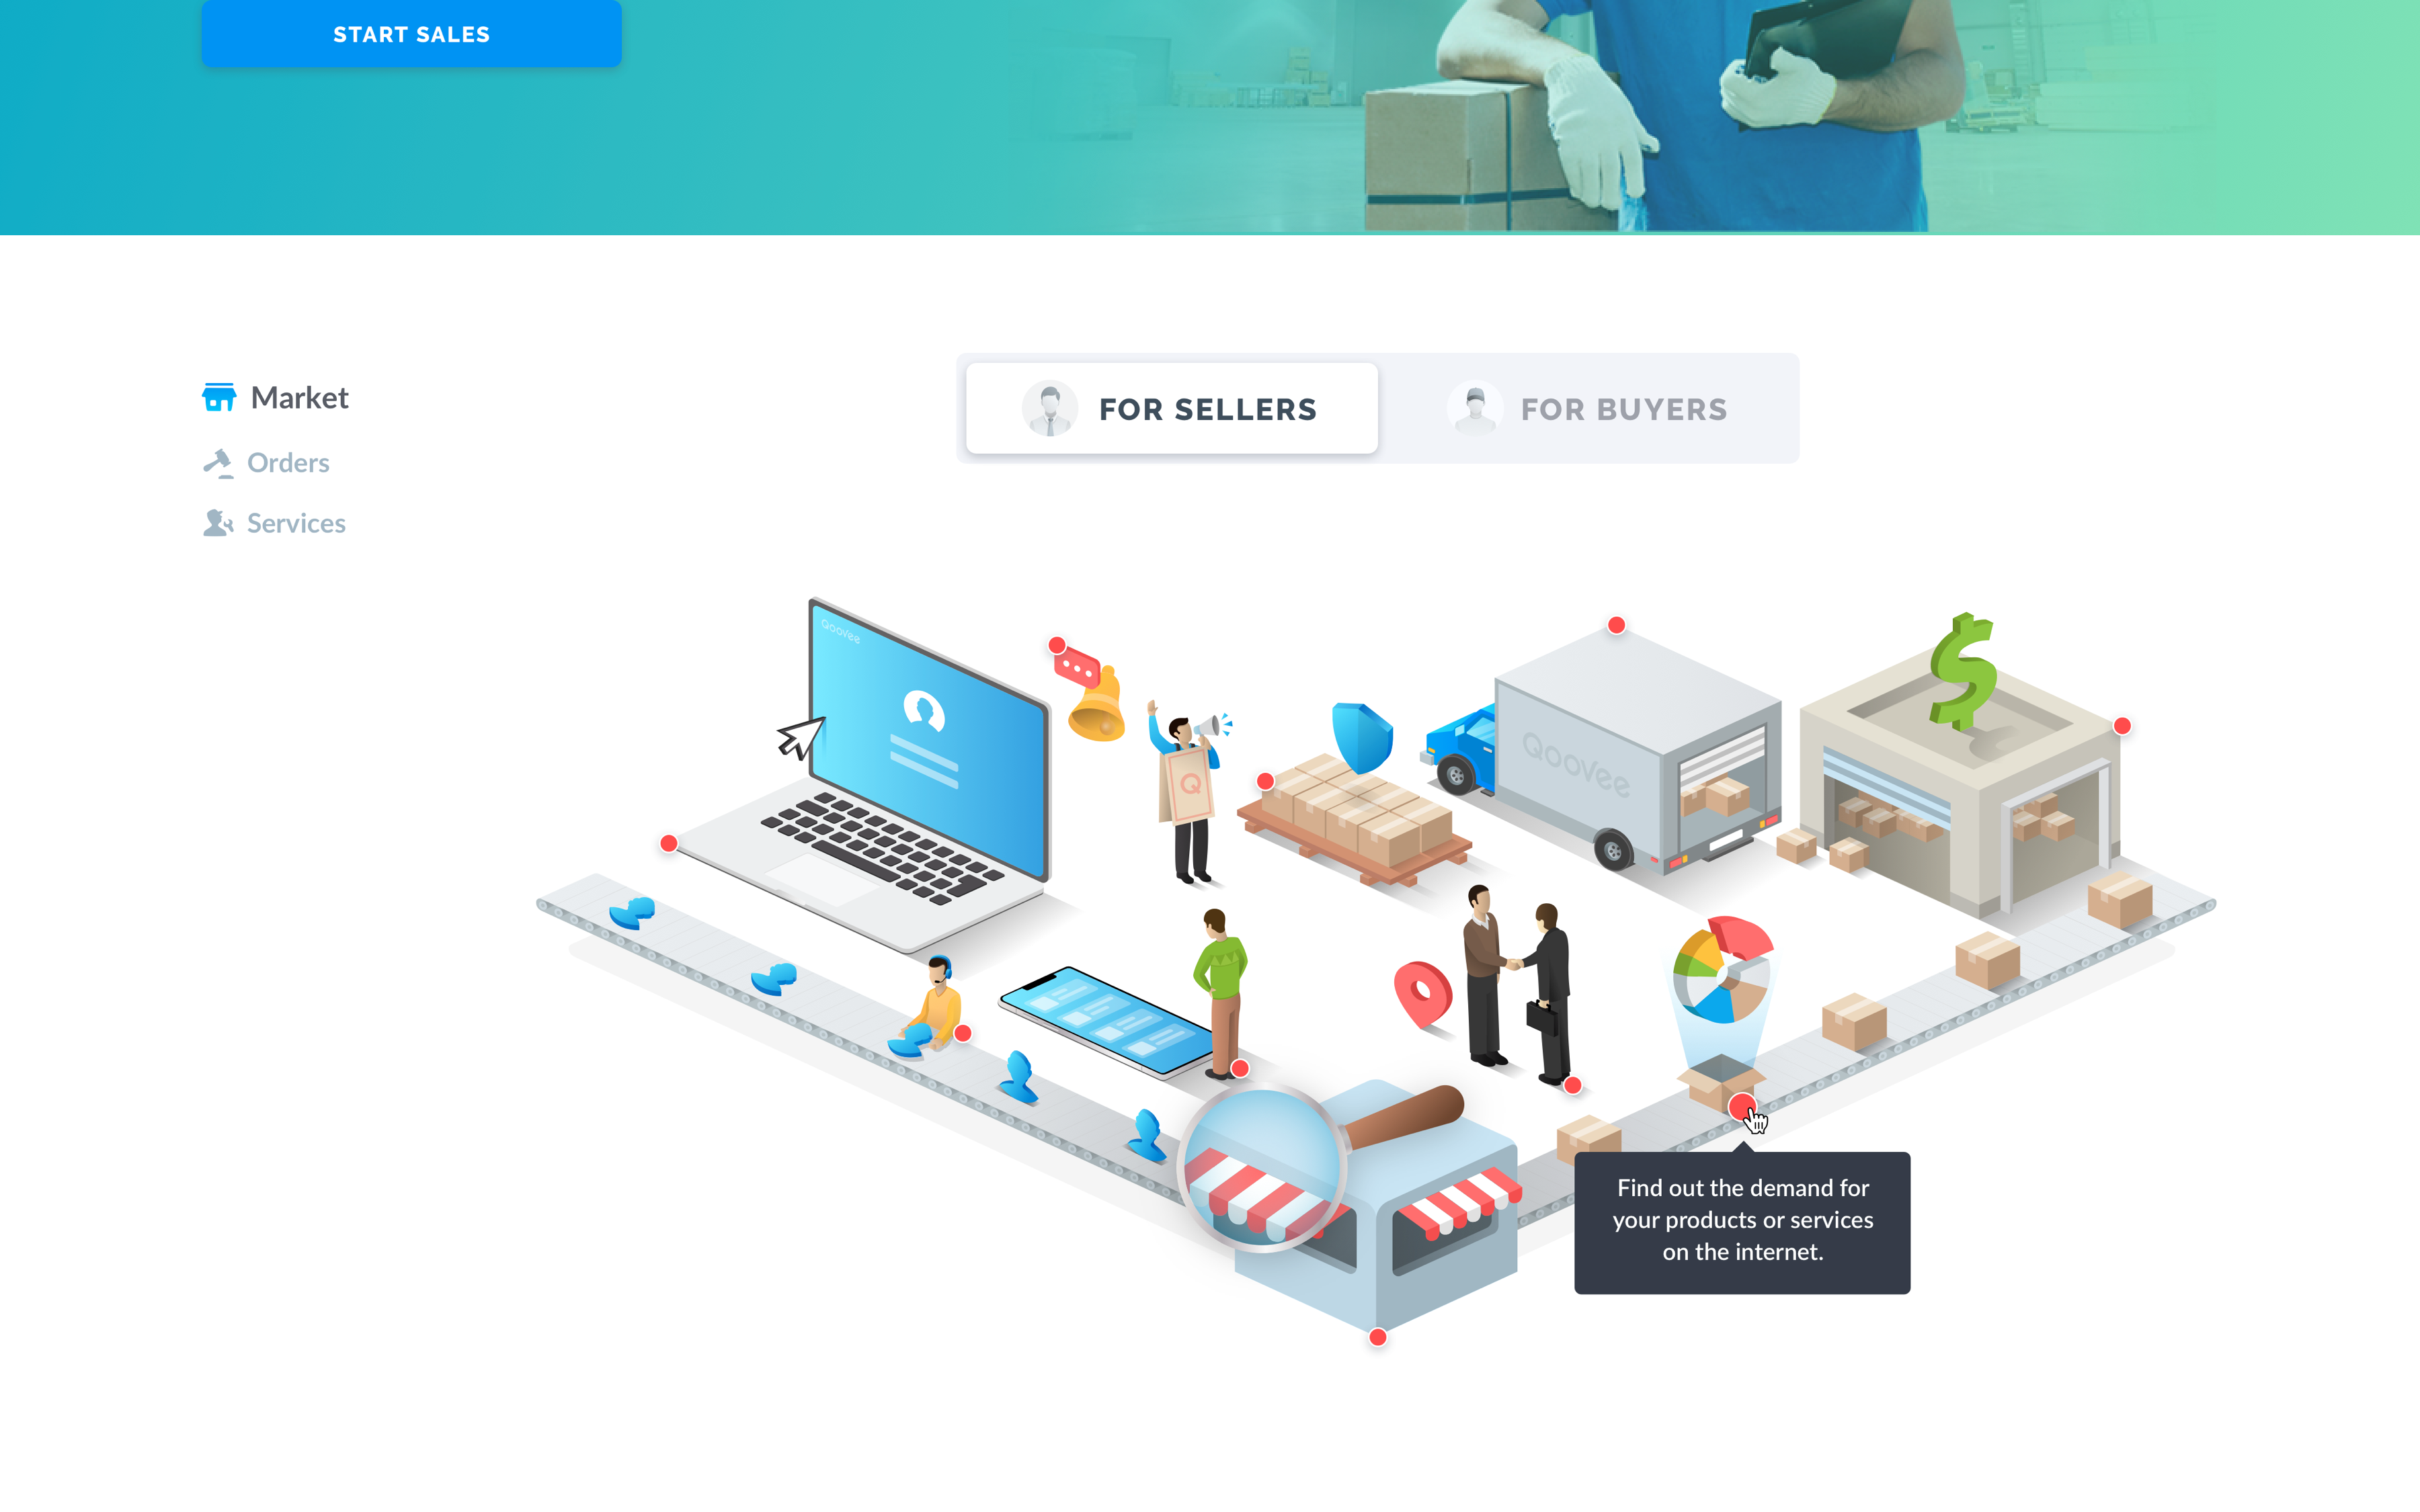 START SALES
Market
Orders
Services
FOR SELLERS
FOR BUYERS
Qoovee
Q
Qoovee
Find out the demand for
your products or services
on the internet.